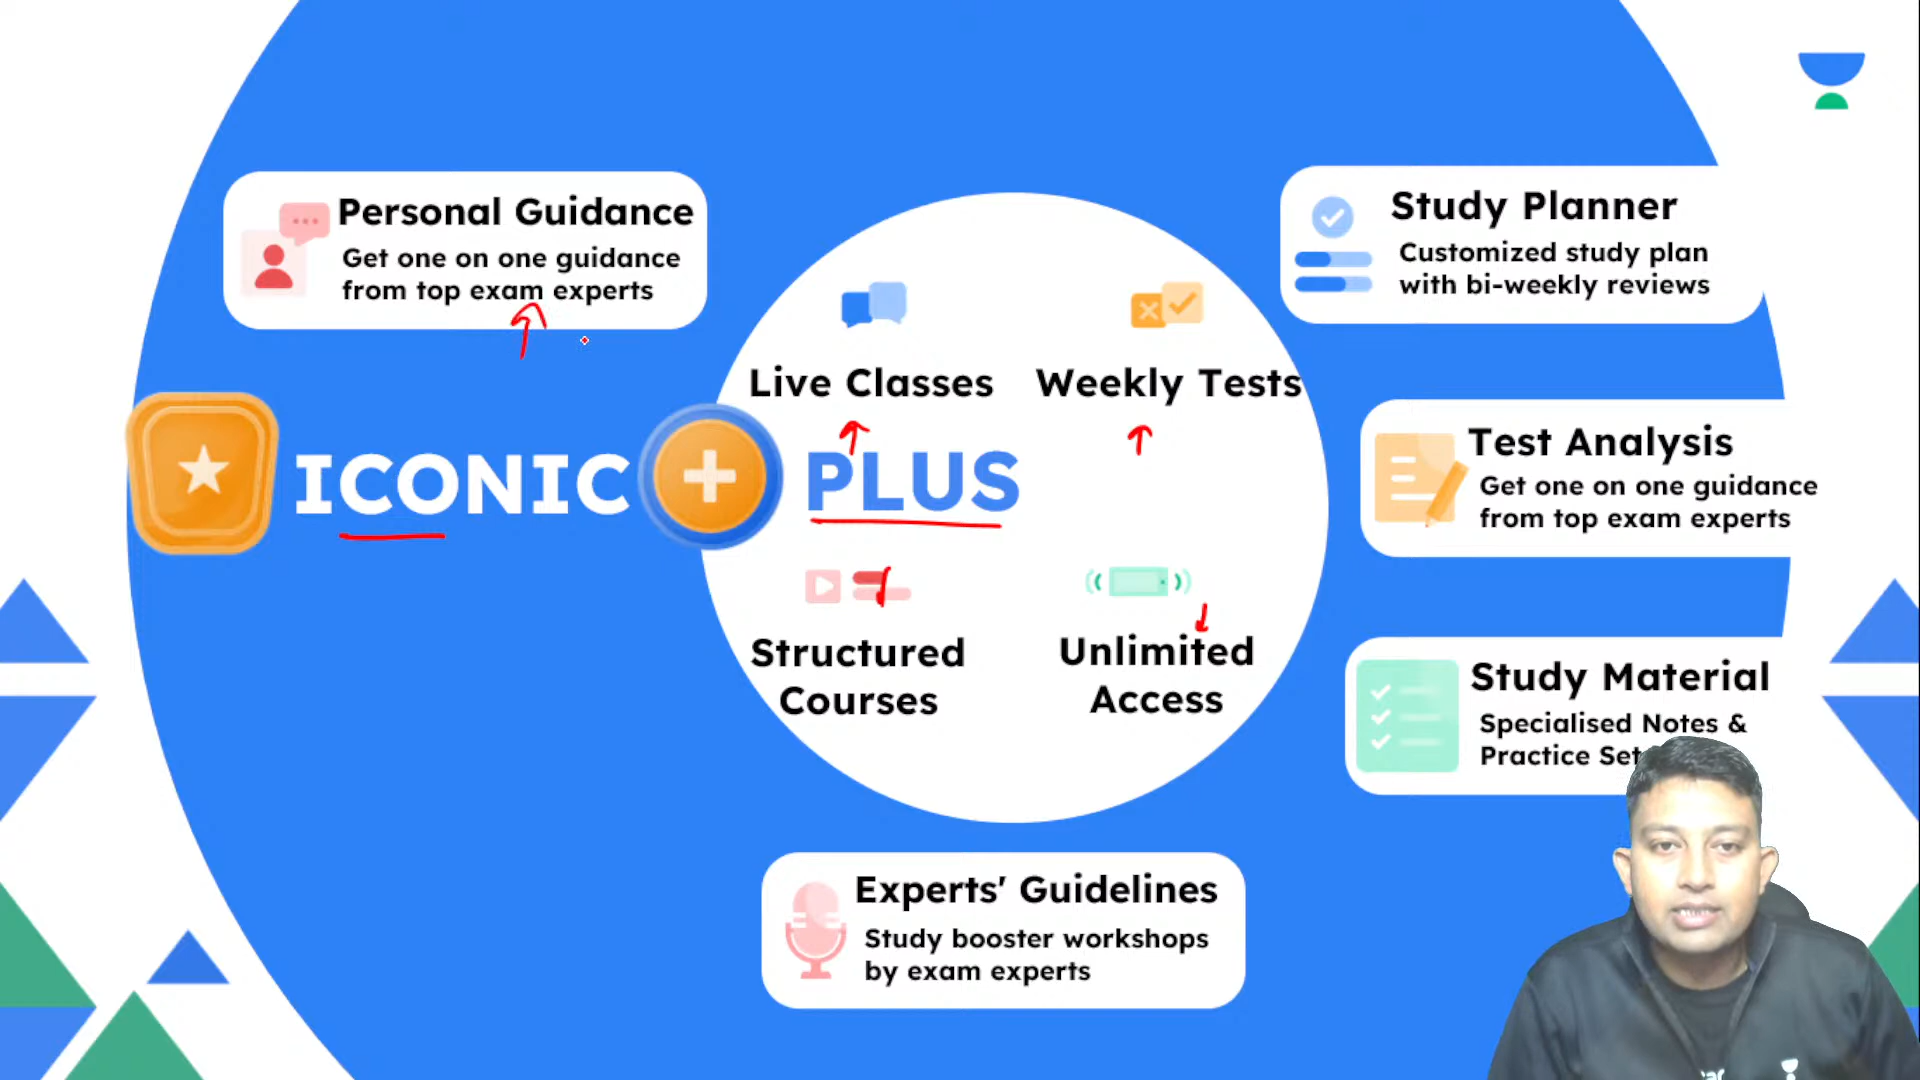 Personal Guidance
Get one on one guidance
from top exam experts
ICONIC
PLUS
Live Classes
Weekly Tests
Structured
Courses
Unlimited
Access
Study Planner
Customized study plan
with bi-weekly reviews
Test Analysis
Get one on one guidance
from top exam experts
Study Material
Specialised Notes &
Practice
Experts' Guidelines
Study booster workshops
by exam experts